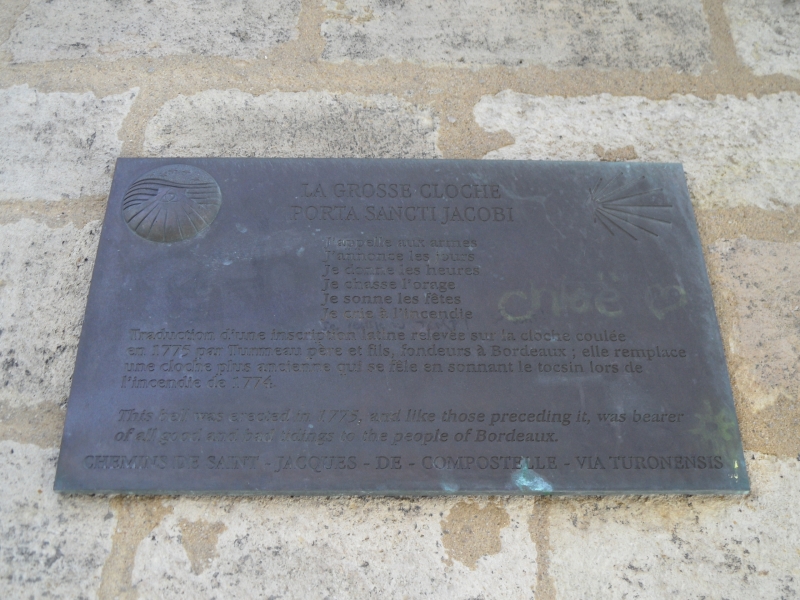 LA GROSSE CLOCHE
PORTA SANCTI JACOBI
J'appelle aux armes
J'annonce les jours
Je donne les heures
Je chasse l'orage
Je sonne les fêtes
Je crie à l'incendie
chloë
Traduction d'une inscription latine relevée sur la cloche coulée
en 1775 par Turmeau père et fils, fondeurs à Bordeaux ; elle remplace
une cloche plus ancienne qui se fêle en sonnant le tocsin lors de
l'incendie de 1774.
This bell was erected in 1775, and like those preceding it, was bearer
of all good and bad tidings to the people of Bordeaux.
CHEMINS DE SAINT - JACQUES - DE - COMPOSTELLE - VIA TURONENSIS